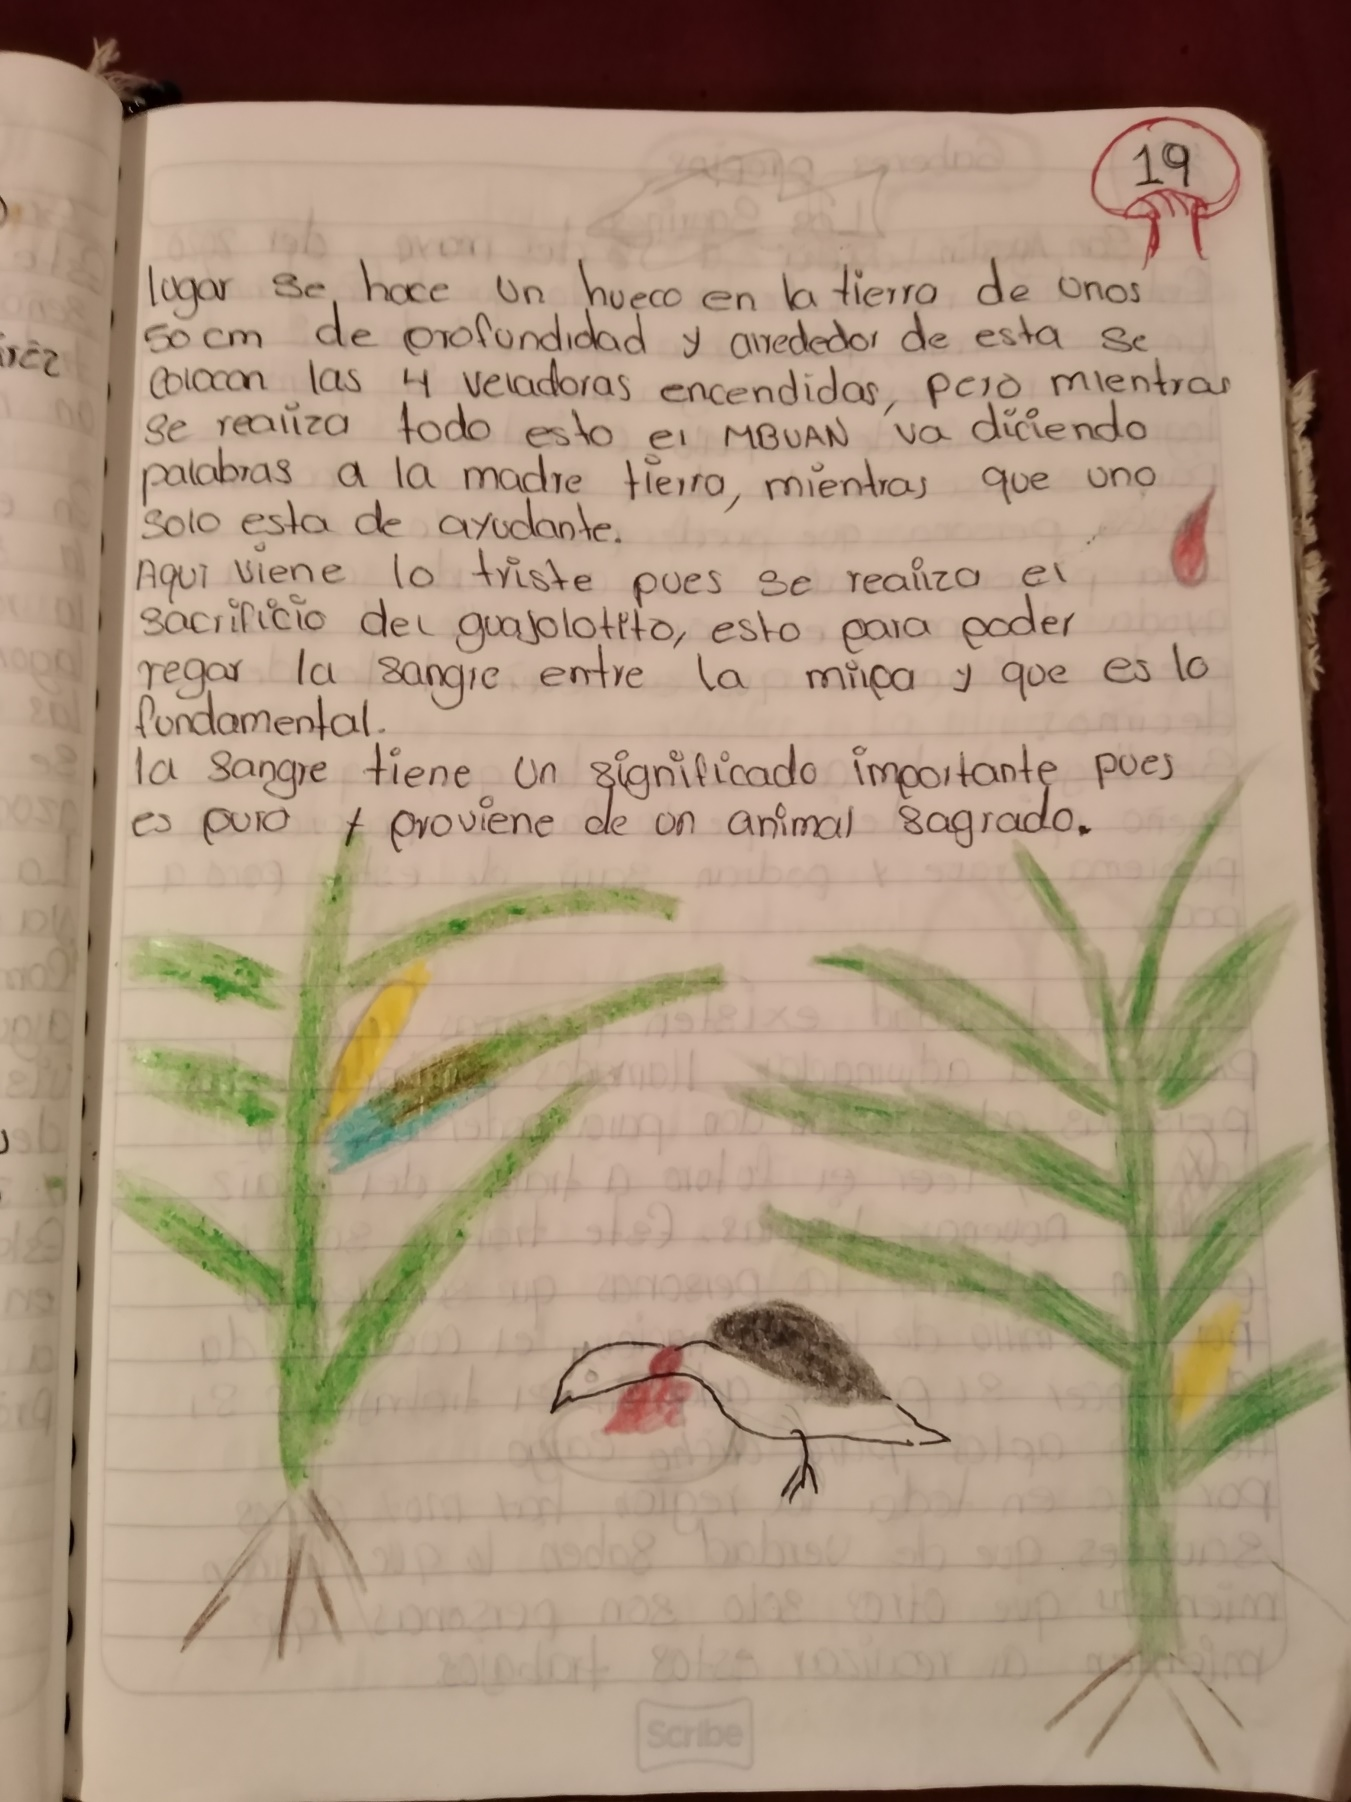 19
lugar se hace un hueco en la tierra de unos
50 cm de profundidad y alrededor de esta se
colocan las 4 veladoras encendidas, pero mientras
se realiza todo esto el MBUAN va diciendo
palabras a la madre tierra, mientras que uno
solo esta de ayudante.
Aqui viene lo triste pues se realiza el
sacrificio del guajolotito, esto para poder
regar la sangre entre la milpa y que es lo
fundamental.
la sangre tiene un significado importante pues
es pura y proviene de un animal sagrado.
Scribe